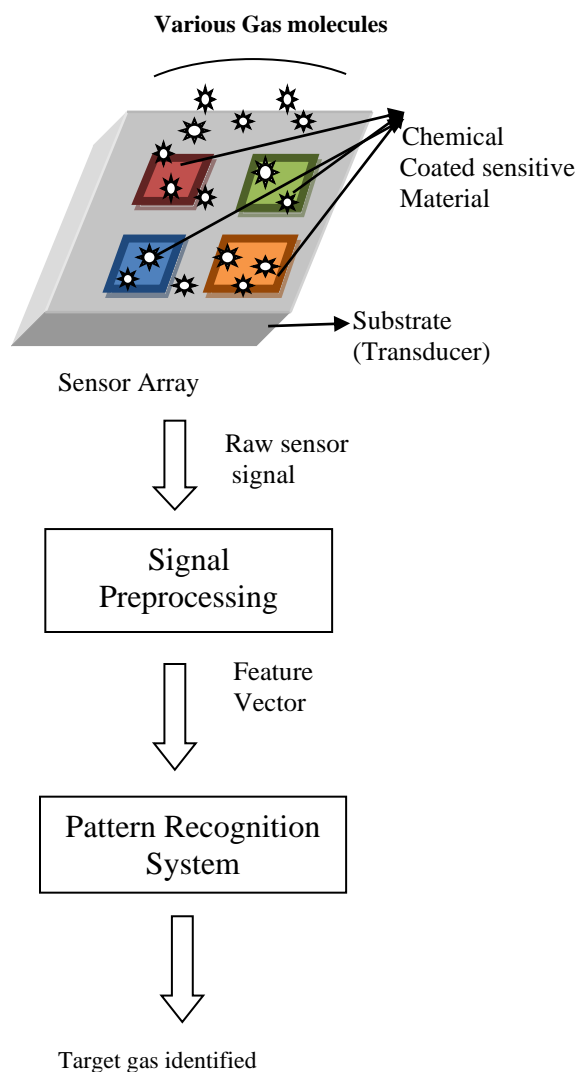 Various Gas molecules
Chemical
Coated sensitive
Material
Substrate
(Transducer)
Sensor Array
Raw sensor
signal
Signal
Preprocessing
Feature
Vector
Pattern Recognition
System
Target gas identified